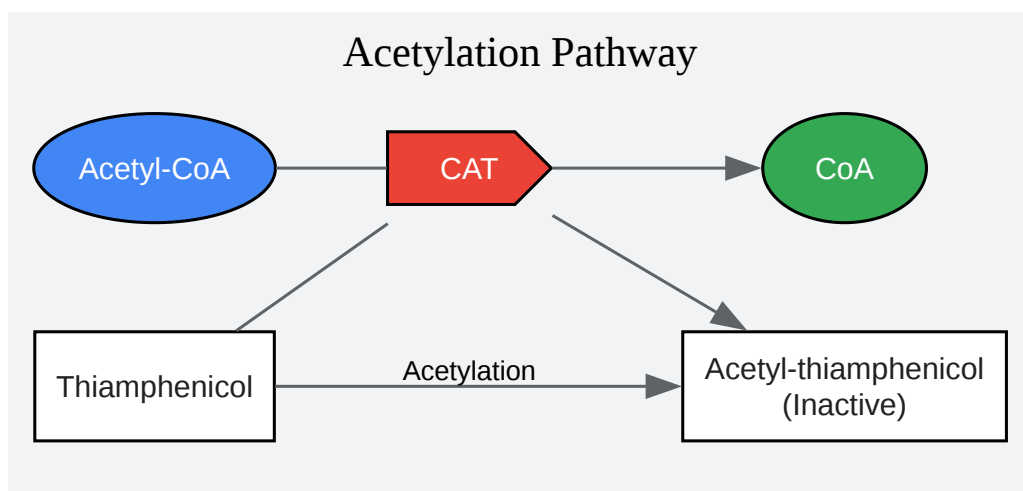 Acetylation Pathway
Acetyl-CoA
CAT
CoA
Thiamphenicol
Acetylation
Acetyl-thiamphenicol
(Inactive)